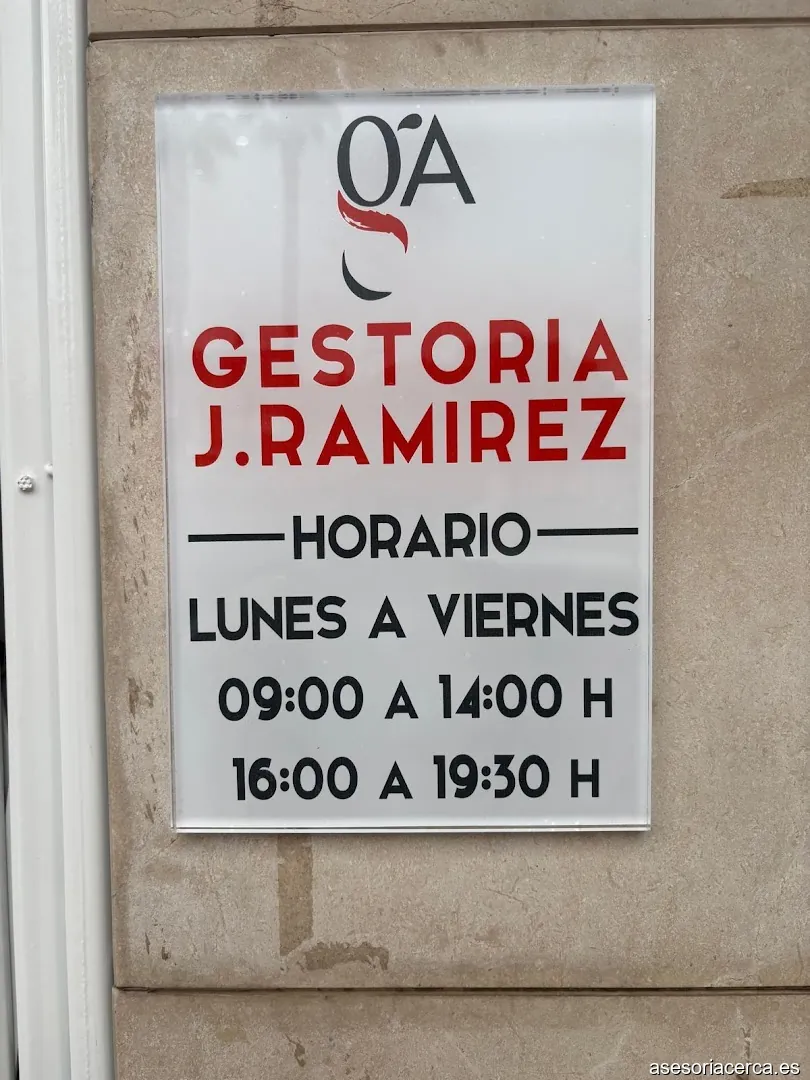 gA
GESTORIA
J.RAMIREZ
HORARIO
LUNES A VIERNES
09:00 A 14:00 H
16:00 A 19:30 H
asesoriacerca.es